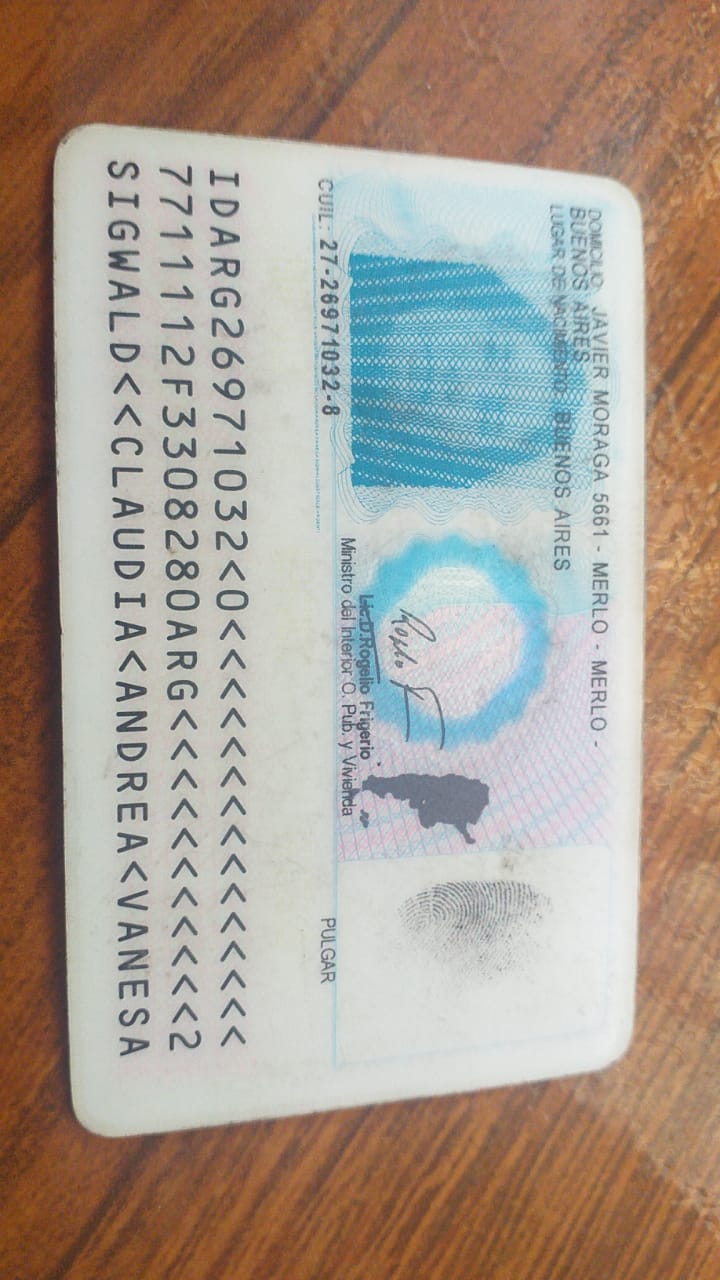 DOMICILIO: JAVIER MORAGA 5661 - MERLO - MERLO -
BUENOS AIRES
LUGAR DE NACIMIENTO: BUENOS AIRES
Lic.D.Rogelio Frigerio
Ministro del Interior O. Pub. y Vivienda
CUIL: 27-26971032-8
PULGAR
IDARG26971032<0<<<<<<<<<<<<<<<
7711112F3308280ARG<<<<<<<<<<<2
SIGWALD<<CLAUDIA<ANDREA<VANESA